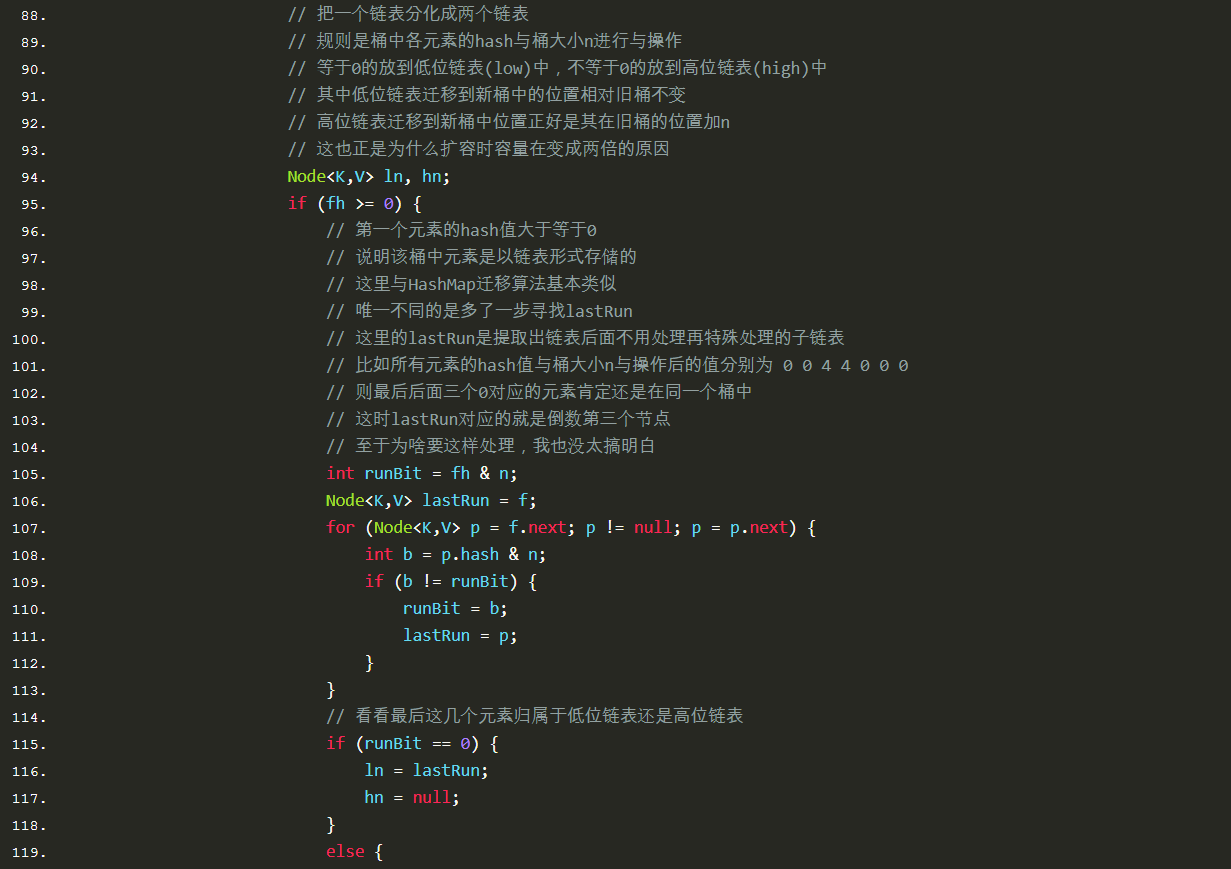 88. // 把一个链表分化成两个链表
89. // 规则是桶中各元素的hash与桶大小n进行与操作
90. // 等于0的放到低位链表(low)中，不等于0的放到高位链表(high)中
91. // 其中低位链表迁移到新桶中的位置相对旧桶不变
92. // 高位链表迁移到新桶中位置正好是其在旧桶的位置加n
93. // 这也正是为什么扩容时容量在变成两倍的原因
94. Node<K,V> ln, hn;
95. if (fh >= 0) {
96. // 第一个元素的hash值大于等于0
97. // 说明该桶中元素是以链表形式存储的
98. // 这里与HashMap迁移算法基本类似
99. // 唯一不同的是多了一步寻找lastRun
100. // 这里的lastRun是提取出链表后面不用处理再特殊处理的子链表
101. // 比如所有元素的hash值与桶大小n与操作后的值分别为 0 0 4 4 0 0 0
102. // 则最后后面三个0对应的元素肯定还是在同一个桶中
103. // 这时lastRun对应的就是倒数第三个节点
104. // 至于为啥要这样处理，我也没太搞明白
105. int runBit = fh & n;
106. Node<K,V> lastRun = f;
107. for (Node<K,V> p = f.next; p != null; p = p.next) {
108. int b = p.hash & n;
109. if (b != runBit) {
110. runBit = b;
111. lastRun = p;
112. }
113. }
114. // 看看最后这几个元素归属于低位链表还是高位链表
115. if (runBit == 0) {
116. ln = lastRun;
117. hn = null;
118. }
119. else {